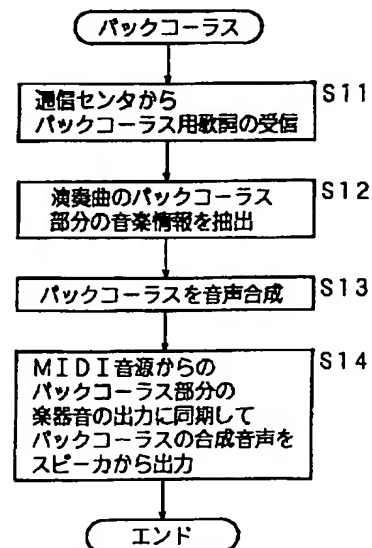 バックコーラス
通信センタから S11
バックコーラス用歌詞の受信
演奏曲のバックコーラス S12
部分の音楽情報を抽出
バックコーラスを音声合成 S13
MIDI音源からの S14
バックコーラス部分の
楽器音の出力に同期して
バックコーラスの合成音声を
スピーカから出力
エンド